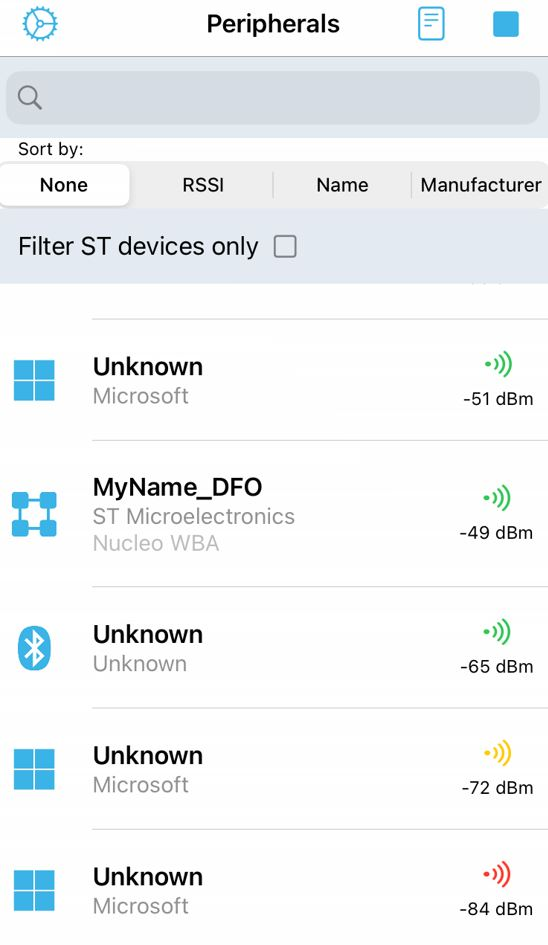 Peripherals
Sort by:
None
RSSI
Name
Manufacturer
Filter ST devices only
Unknown
Microsoft
-51 dBm
MyName_DFO
ST Microelectronics
Nucleo WBA
-49 dBm
Unknown
Unknown
-65 dBm
Unknown
Microsoft
-72 dBm
Unknown
Microsoft
-84 dBm